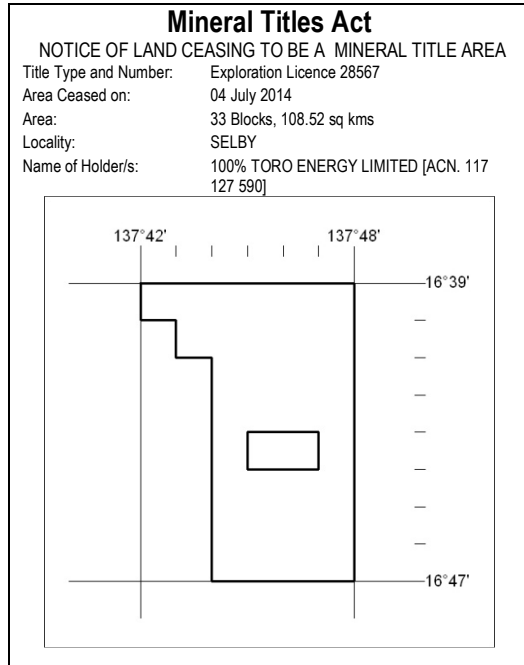 Mineral Titles Act
NOTICE OF LAND CEASING TO BE A MINERAL TITLE AREA
Title Type and Number: Exploration Licence 28567
Area Ceased on: 04 July 2014
Area: 33 Blocks, 108.52 sq kms
Locality: SELBY
Name of Holder/s: 100% TORO ENERGY LIMITED [ACN. 117
127 590]
137°42' 137°48'
16°39'
16°47'